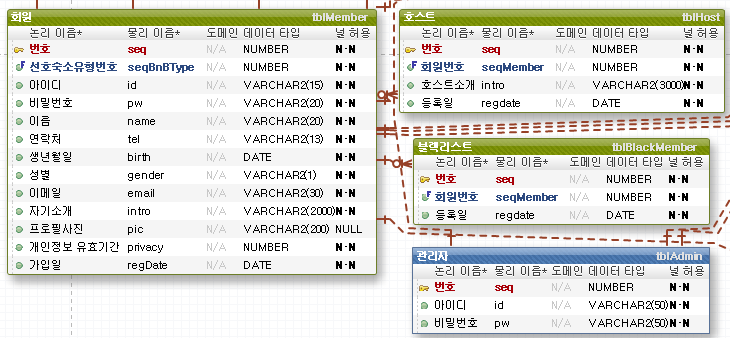 회원 tblMember
논리 이름* 물리 이름* 도메인 데이터 타입 널 허용
번호 seq N/A NUMBER N-N
선호숙소유형번호 seqBnBType N/A NUMBER N-N
아이디 id N/A VARCHAR2(15) N-N
비밀번호 pw N/A VARCHAR2(20) N-N
이름 name N/A VARCHAR2(20) N-N
연락처 tel N/A VARCHAR2(13) N-N
생년월일 birth N/A DATE N-N
성별 gender N/A VARCHAR2(1) N-N
이메일 email N/A VARCHAR2(30) N-N
자기소개 intro N/A VARCHAR2(2000) N-N
프로필사진 pic N/A VARCHAR2(200) NULL
개인정보 유효기간 privacy N/A NUMBER N-N
가입일 regDate N/A DATE N-N
호스트 tblHost
논리 이름* 물리 이름* 도메인 데이터 타입 널 허용
번호 seq N/A NUMBER N-N
회원번호 seqMember N/A NUMBER N-N
호스트소개 intro N/A VARCHAR2(3000) N-N
등록일 regdate N/A DATE N-N
블랙리스트 tblBlackMember
논리 이름* 물리 이름* 도메인 데이터 타입 널 허용
번호 seq N/A NUMBER N-N
회원번호 seqMember N/A NUMBER N-N
등록일 regdate N/A DATE N-N
관리자 tblAdmin
논리 이름* 물리 이름* 도메인 데이터 타입 널 허용
번호 seq N/A NUMBER N-N
아이디 id N/A VARCHAR2(50) N-N
비밀번호 pw N/A VARCHAR2(50) N-N